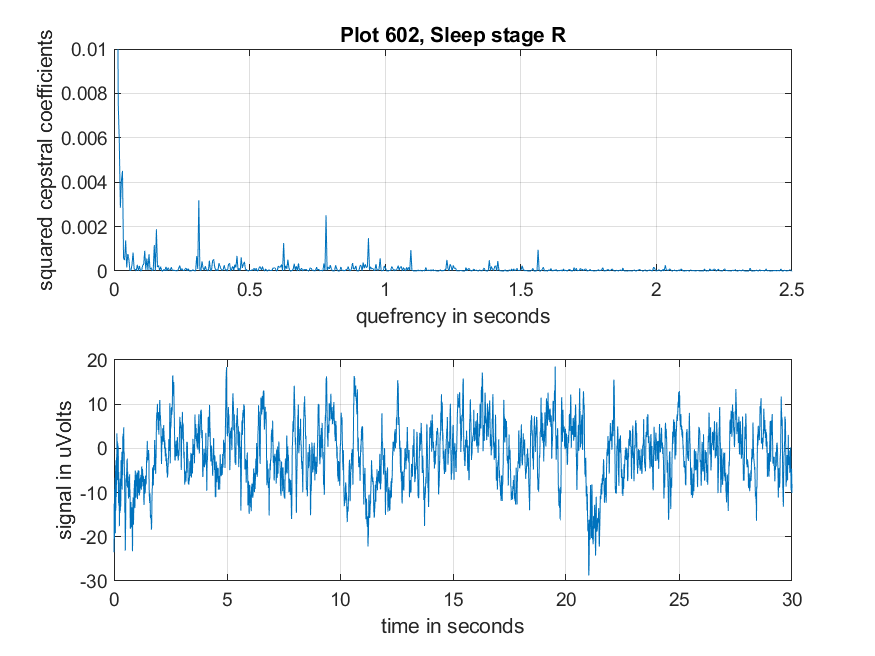 Plot 602, Sleep stage R
squared cepstral coefficients
0.01
0.008
0.006
0.004
0.002
0
0 0.5 1 1.5 2 2.5
quefrency in seconds
signal in uVolts
20
10
0
-10
-20
-30
0 5 10 15 20 25 30
time in seconds